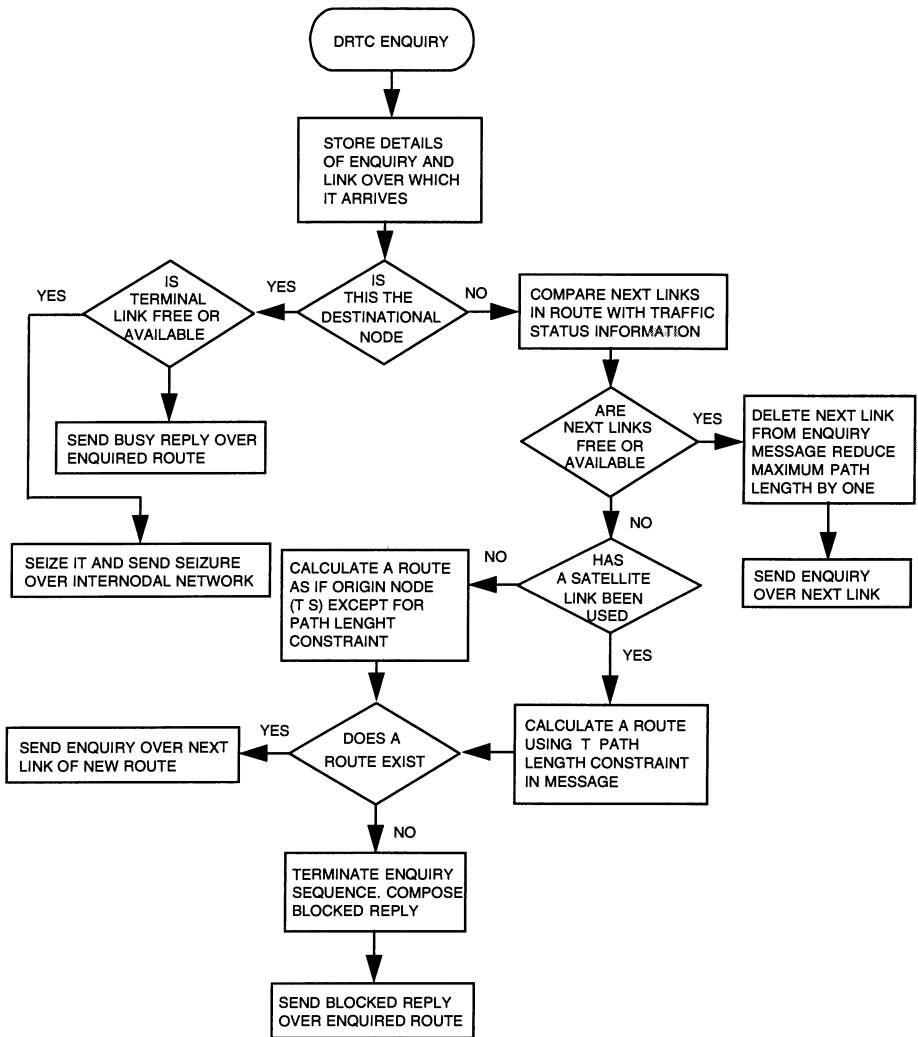 DRTC ENQUIRY
STORE DETAILS
OF ENQUIRY AND
LINK OVER WHICH
IT ARRIVES
IS
THIS THE
DESTINATIONAL
NODE
YES
NO
IS
TERMINAL
LINK FREE OR
AVAILABLE
YES
SEND BUSY REPLY OVER
ENQUIRED ROUTE
SEIZE IT AND SEND SEIZURE
OVER INTERNODAL NETWORK
COMPARE NEXT LINKS
IN ROUTE WITH TRAFFIC
STATUS INFORMATION
ARE
NEXT LINKS
FREE OR
AVAILABLE
YES
DELETE NEXT LINK
FROM ENQUIRY
MESSAGE REDUCE
MAXIMUM PATH
LENGTH BY ONE
SEND ENQUIRY
OVER NEXT LINK
NO
HAS
A SATELLITE
LINK BEEN
USED
NO
CALCULATE A ROUTE
AS IF ORIGIN NODE
(T S) EXCEPT FOR
PATH LENGHT
CONSTRAINT
YES
CALCULATE A ROUTE
USING T PATH
LENGTH CONSTRAINT
IN MESSAGE
DOES A
ROUTE EXIST
YES
SEND ENQUIRY OVER NEXT
LINK OF NEW ROUTE
NO
TERMINATE ENQUIRY
SEQUENCE. COMPOSE
BLOCKED REPLY
SEND BLOCKED REPLY
OVER ENQUIRED ROUTE